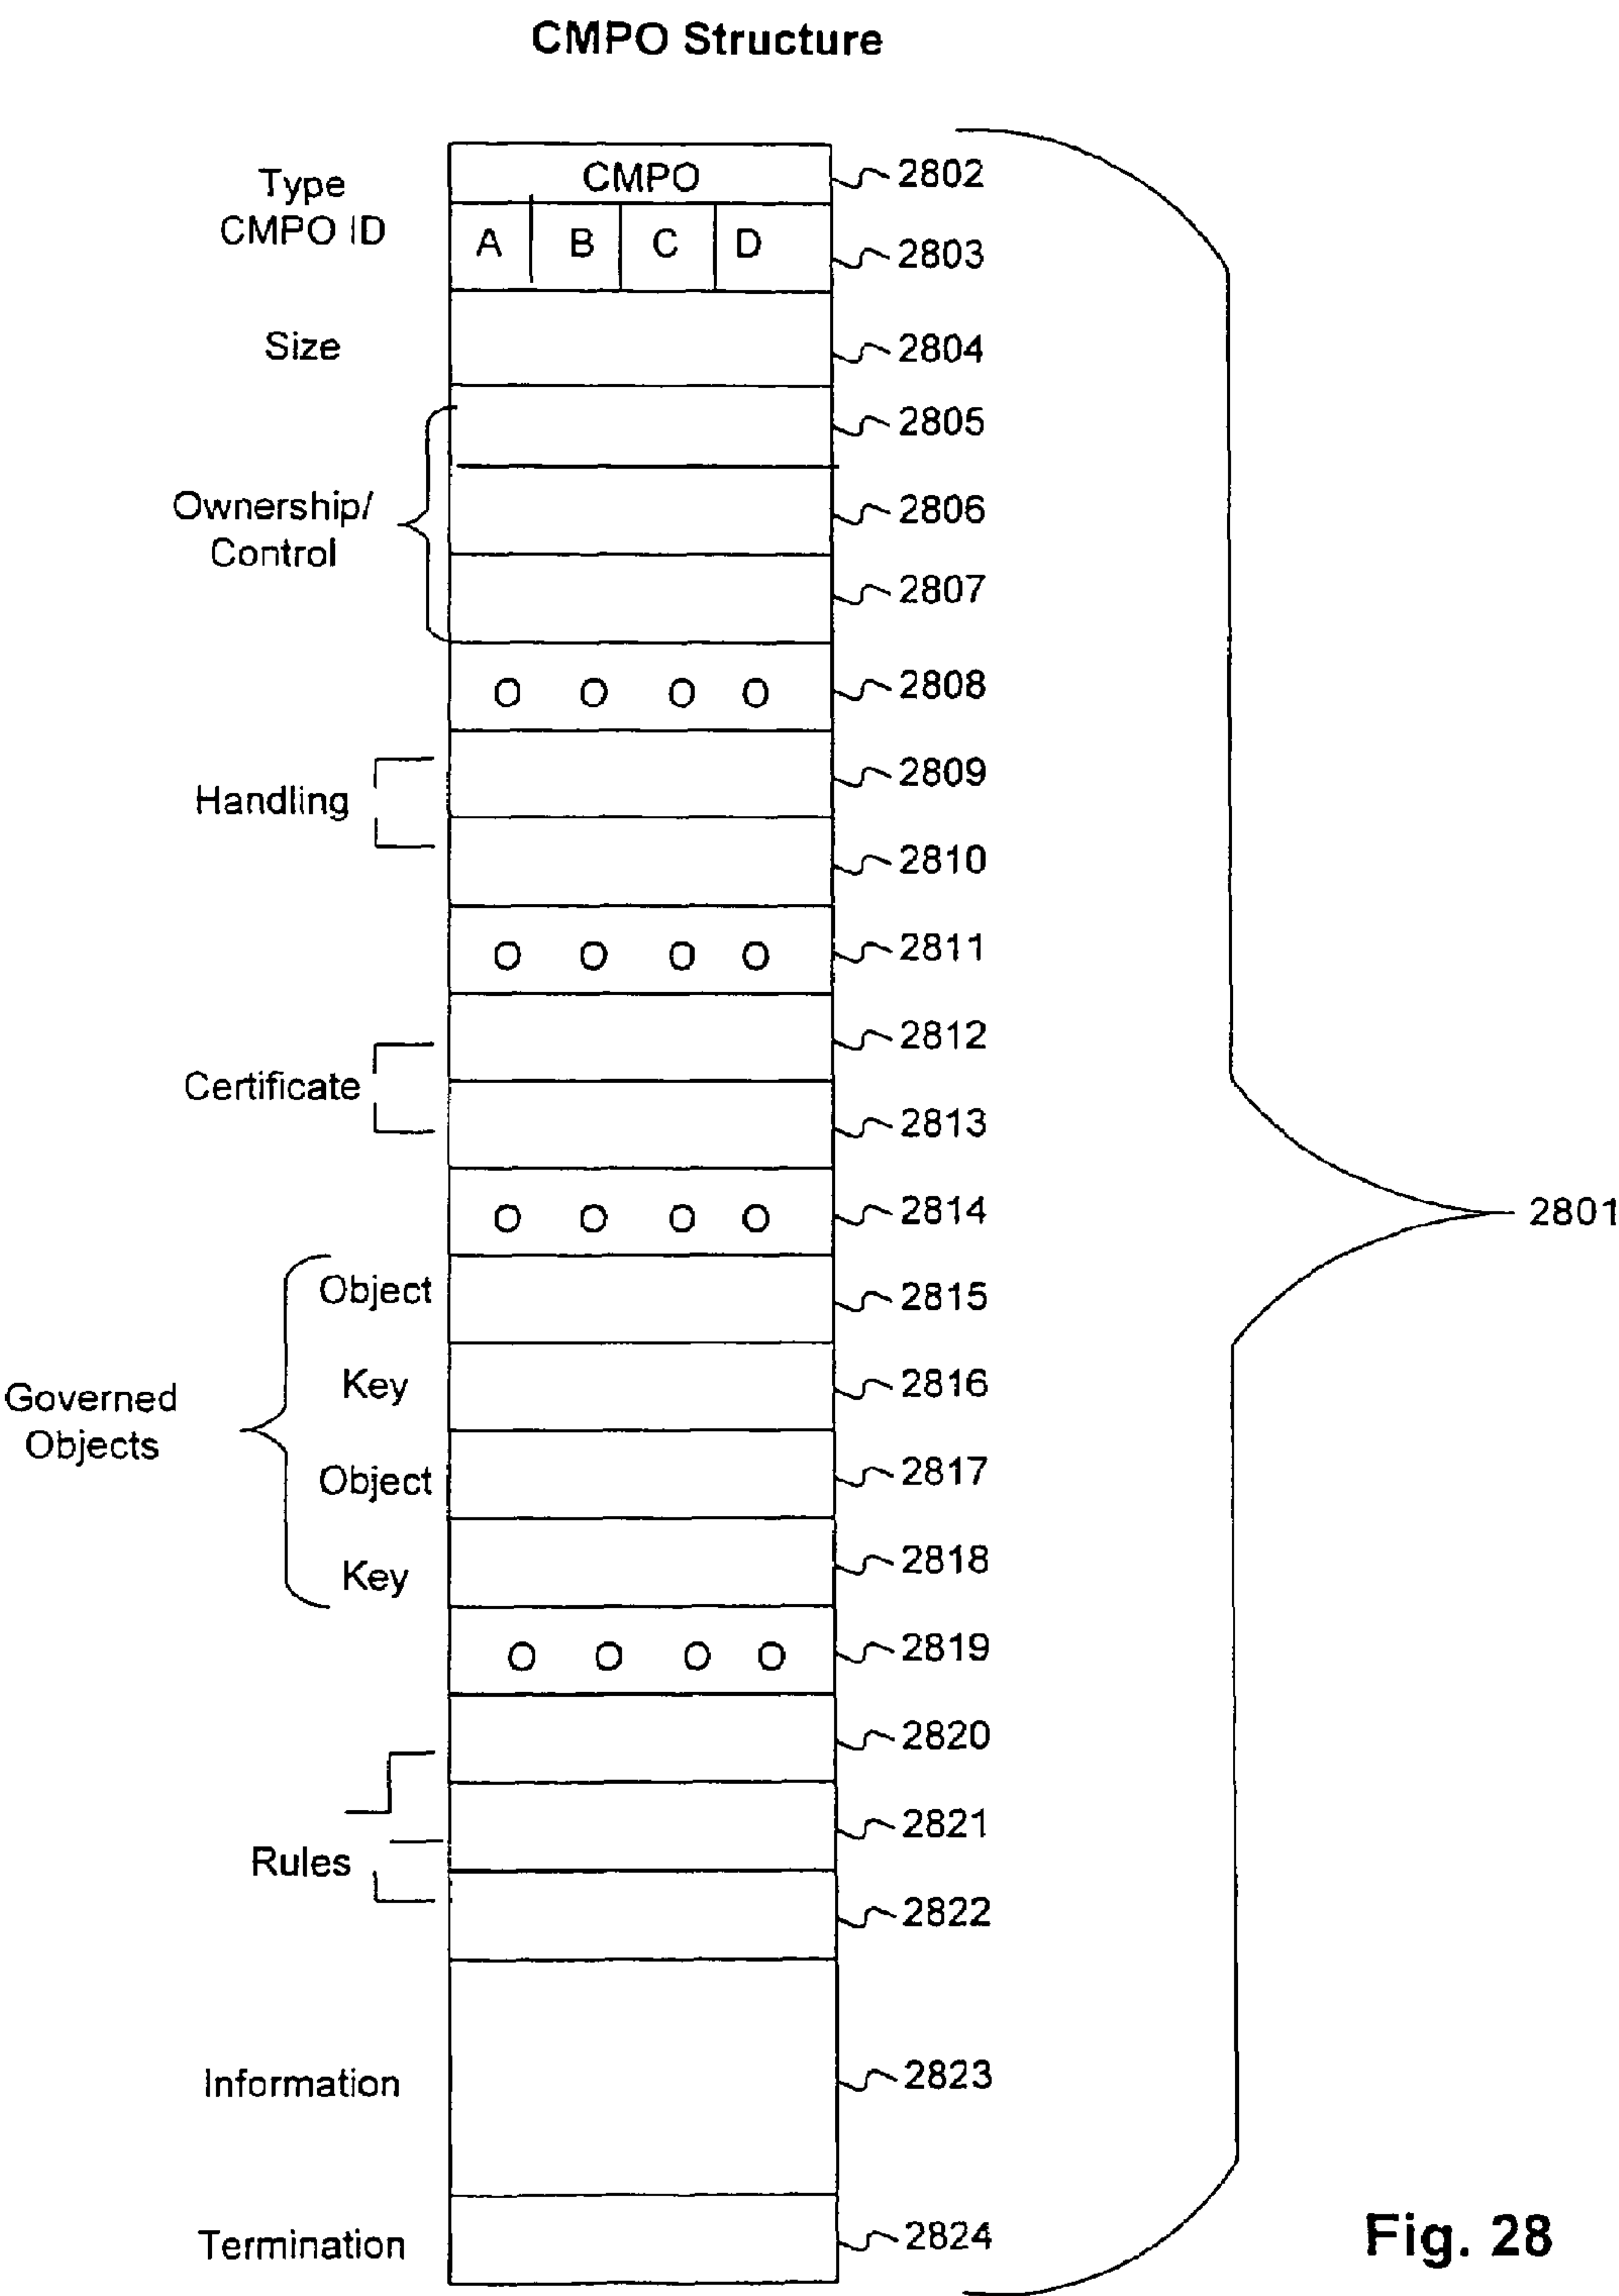 CMPO Structure
Type
CMPO
2802
CMPO ID
A B C D
2803
Size
2804
2805
Ownership/
Control
2806
2807
O O O O
2808
Handling
2809
2810
O O O O
2811
Certificate
2812
2813
O O O O
2814
2801
Governed
Objects
Object
2815
Key
2816
Object
2817
Key
2818
O O O O
2819
2820
2821
Rules
2822
Information
2823
Termination
2824
Fig. 28